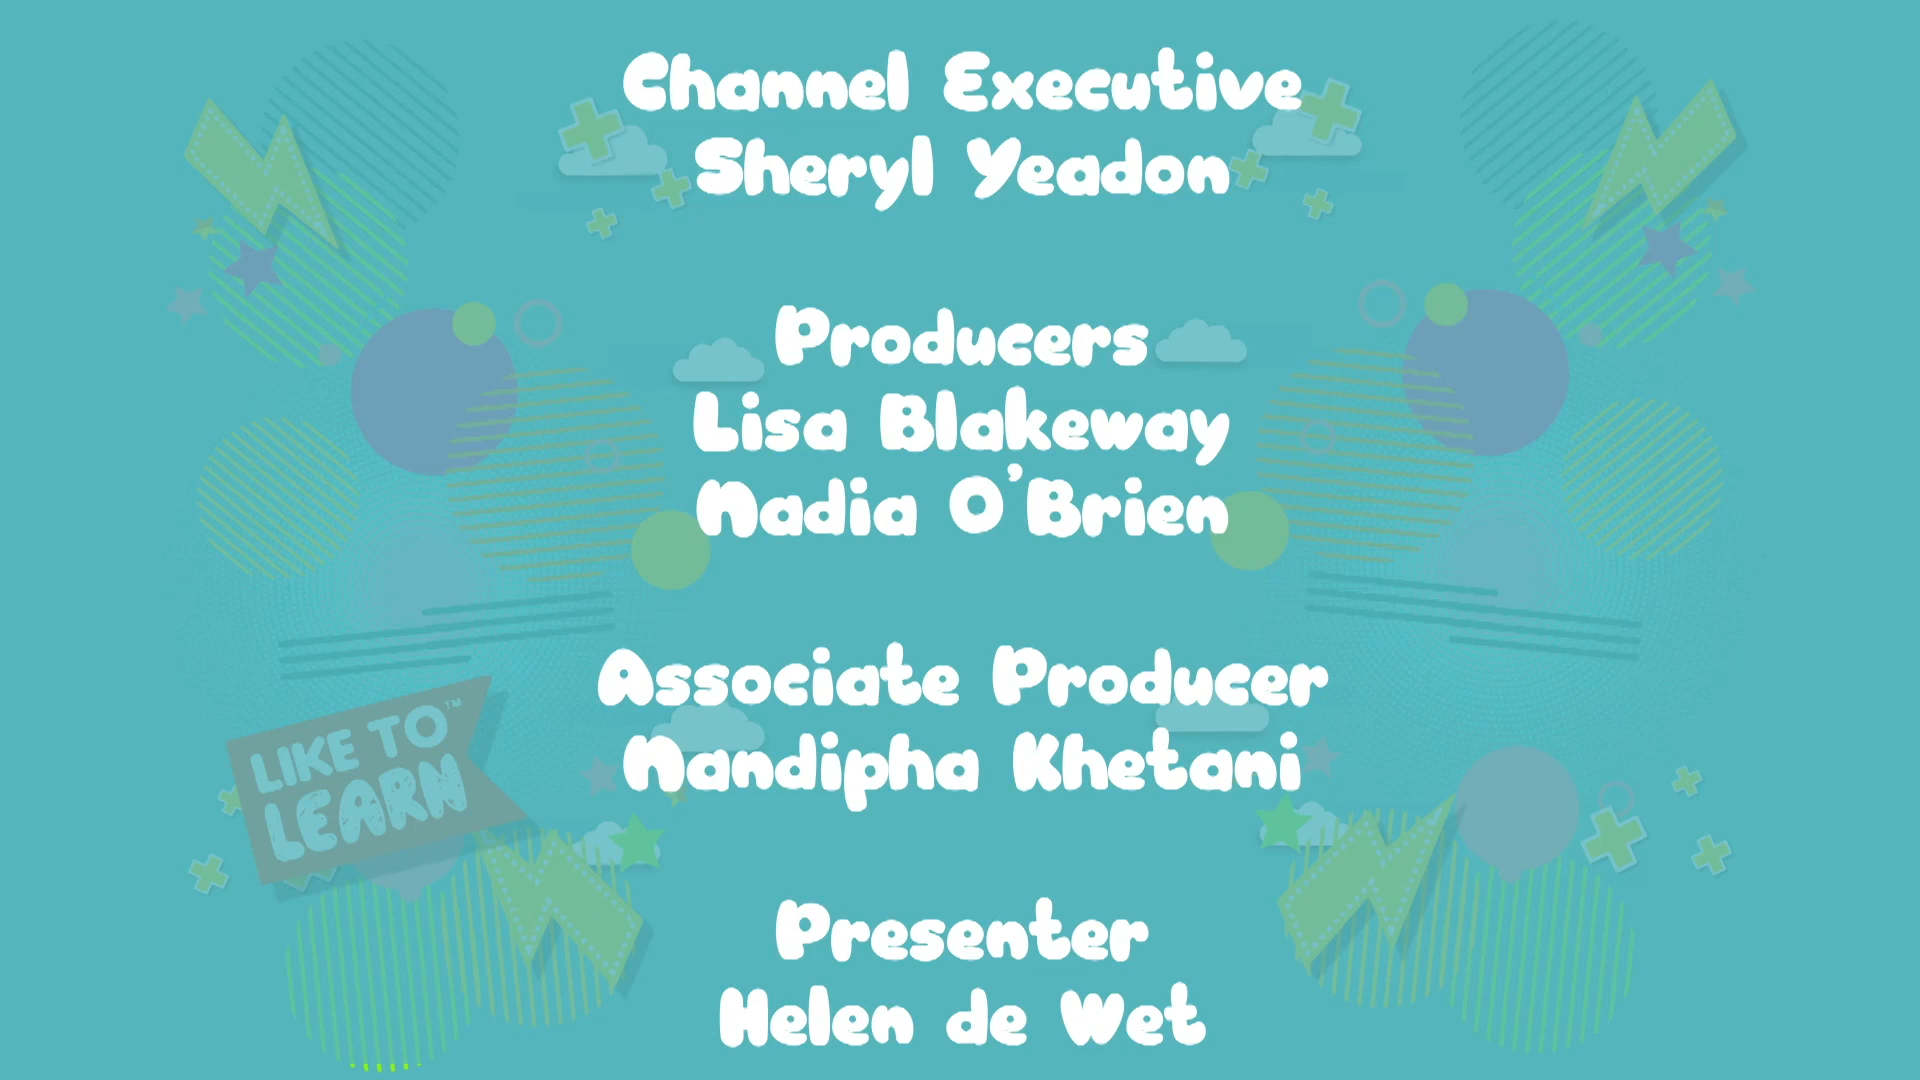 Channel Executive
Sheryl Yeadon
Producers
Lisa Blakeway
Nadia O'Brien
Associate Producer
Nandipha Khetani
LIKE TO™
LEARN
Presenter
Helen de Wet